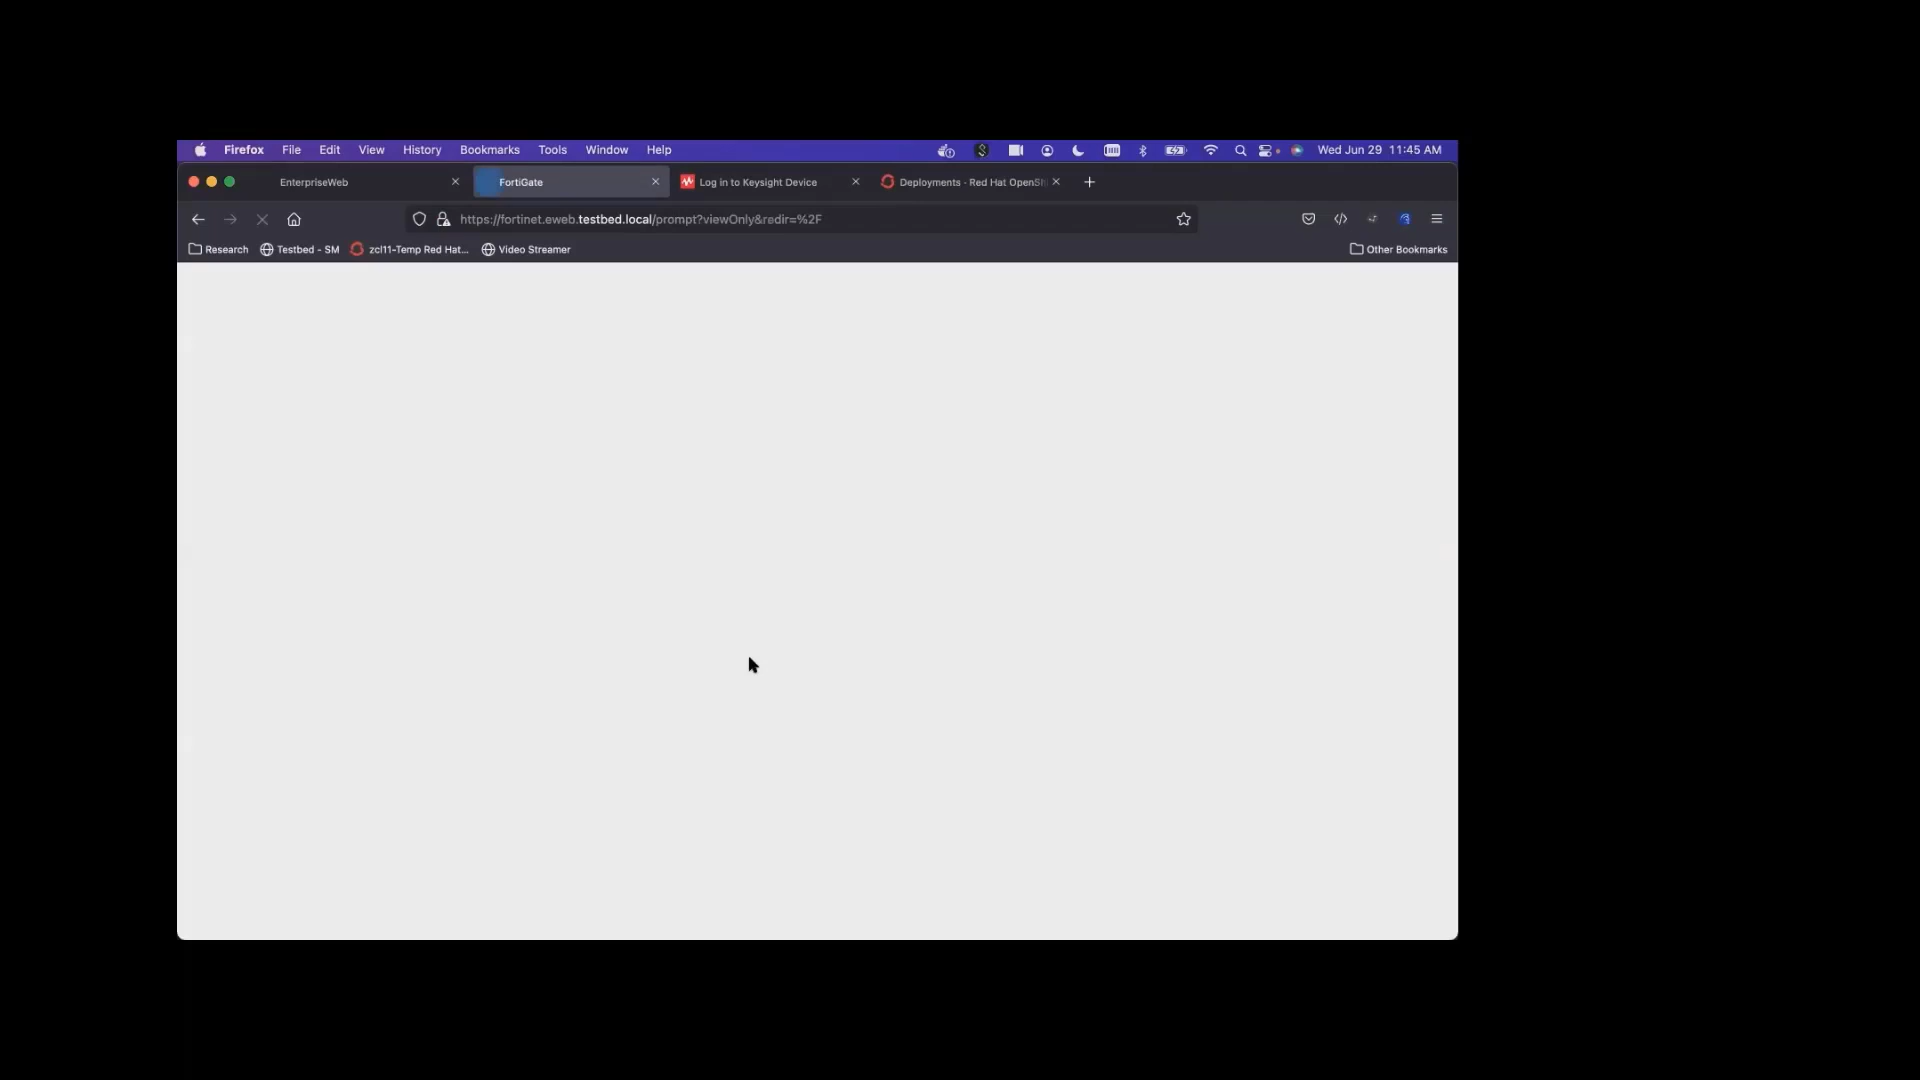 Firefox File Edit View History Bookmarks Tools Window Help Wed Jun 29 11:45 AM
EnterpriseWeb FortiGate Log in to Keysight Device Deployments - Red Hat OpenSh
https://fortinet.eweb.testbed.local/prompt?viewOnly&redir=%2F
Research Testbed - SM zcl11-Temp Red Hat... Video Streamer Other Bookmarks